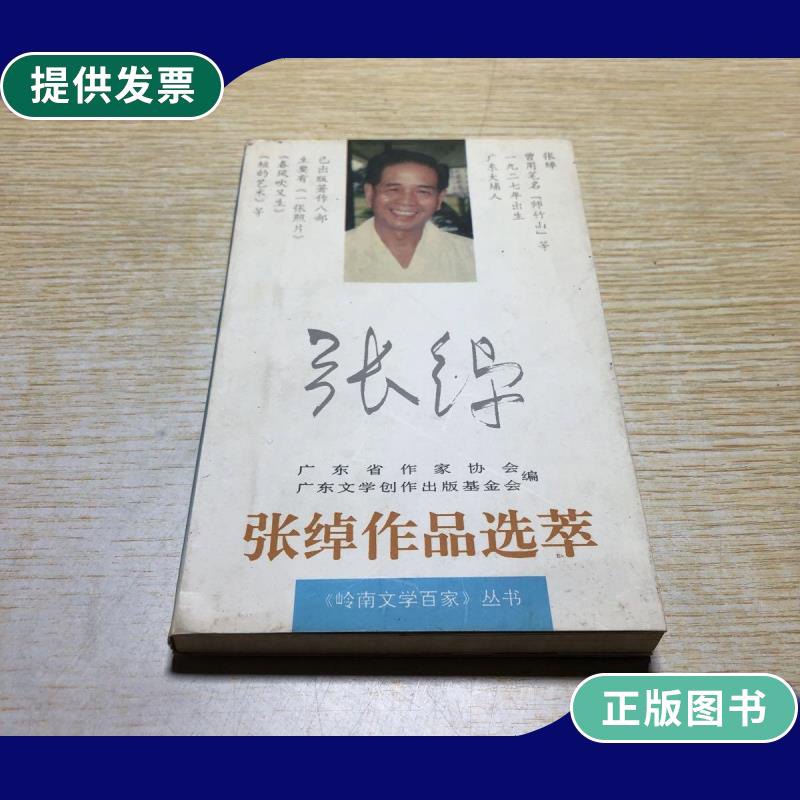 提供发票
张绰
曾用笔名『师竹山』等
一九二七年出生
广东大埔人
已出版著作八部
主要有《一张照片》
《春风吹又生》
《短的艺术》等
张绰
广东省作家协会
广东文学创作出版基金会
编
张绰作品选萃
《岭南文学百家》丛书
正版图书